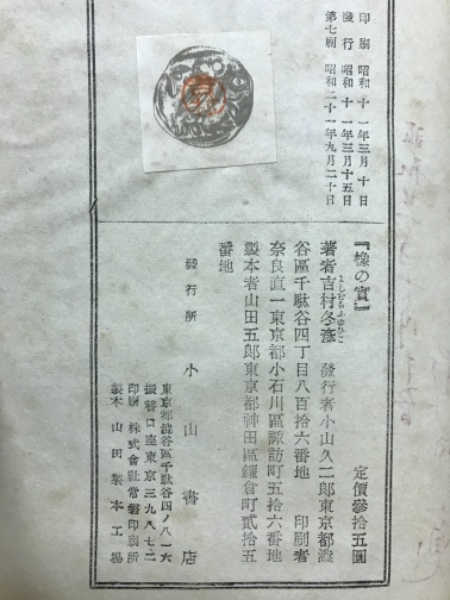 印刷 昭和十一年三月十日
發行 昭和十一年三月十五日
第七刷 昭和二十一年九月二十日
『橡の實』 定價參拾五圓
著者吉村冬彦 發行者小山久二郎東京都澁
よしむらふゆひこ
谷區千駄谷四丁目八百拾六番地 印刷者
奈良直一東京都小石川區諏訪町五拾六番地
製本者山田五郎東京都神田區鎌倉町貳拾五
番地
發行所 小山書店
東京都澁谷區千駄谷四ノ八一六
振替口座東京三九八七二
印刷 株式會社常磐印刷所
製本 山田製本工場